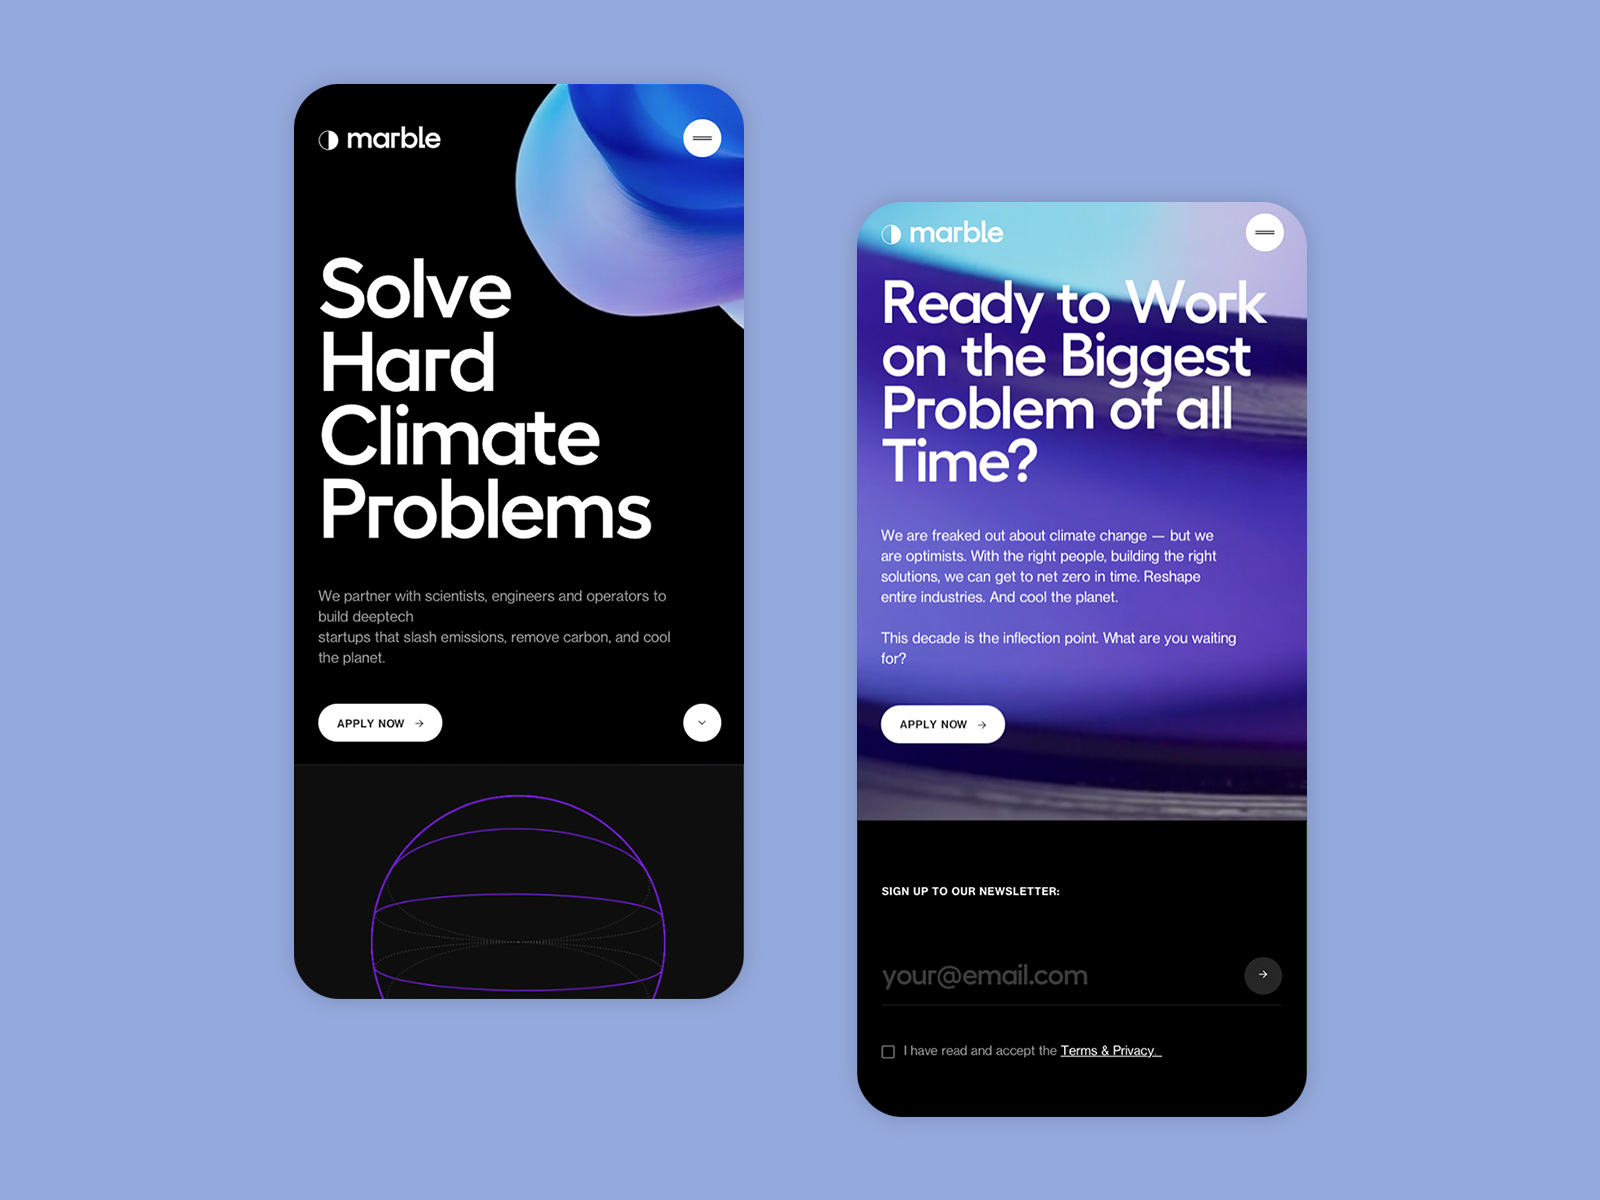 marble
Solve
Hard
Climate
Problems
We partner with scientists, engineers and operators to
build deeptech
startups that slash emissions, remove carbon, and cool
the planet.
APPLY NOW →
marble
Ready to Work
on the Biggest
Problem of all
Time?
We are freaked out about climate change — but we
are optimists. With the right people, building the right
solutions, we can get to net zero in time. Reshape
entire industries. And cool the planet.
This decade is the inflection point. What are you waiting
for?
APPLY NOW →
SIGN UP TO OUR NEWSLETTER:
your@email.com
I have read and accept the Terms & Privacy.